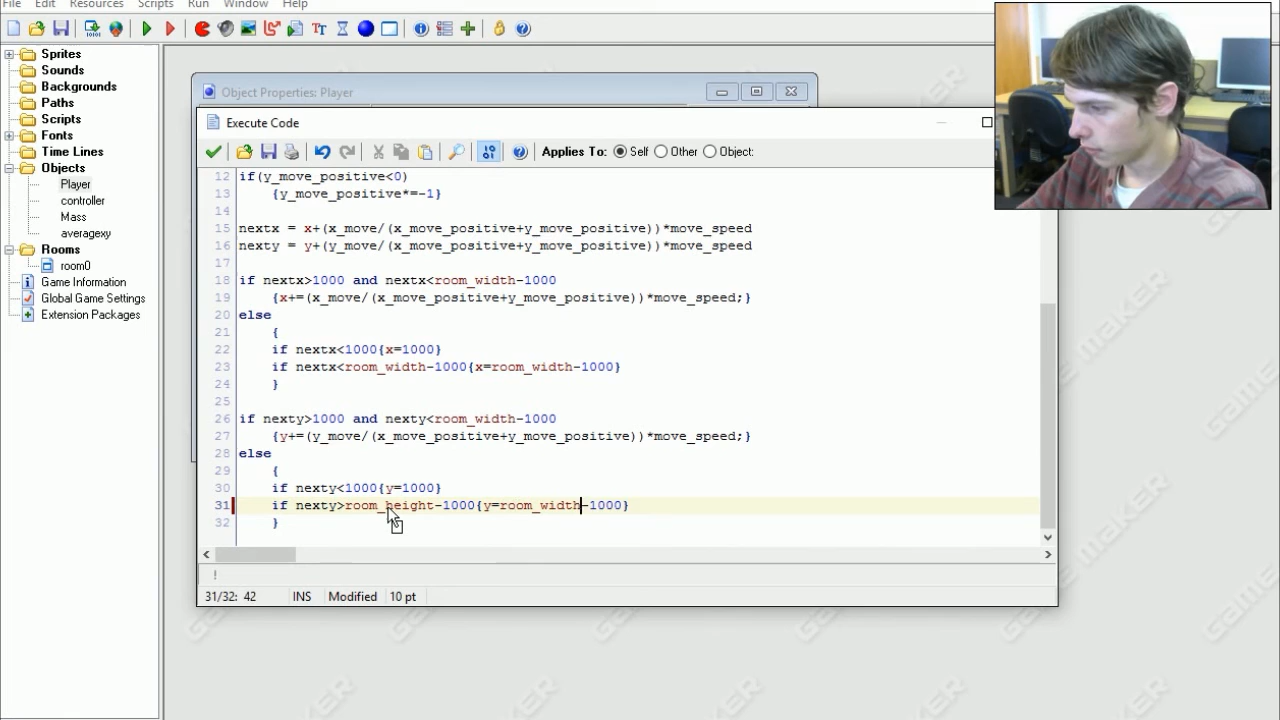 File Edit Resources Scripts Run Window Help
Sprites
Sounds
Backgrounds
Paths
Scripts
Fonts
Time Lines
Objects
Player
controller
Mass
averagexy
Rooms
room0
Game Information
Global Game Settings
Extension Packages
Object Properties: Player
Execute Code
Applies To: Self Other Object:
12 if(y_move_positive<0)
13 {y_move_positive*=-1}
14
15 nextx = x+(x_move/(x_move_positive+y_move_positive))*move_speed
16 nexty = y+(y_move/(x_move_positive+y_move_positive))*move_speed
17
18 if nextx>1000 and nextx<room_width-1000
19 {x+=(x_move/(x_move_positive+y_move_positive))*move_speed;}
20 else
21 {
22 if nextx<1000{x=1000}
23 if nextx<room_width-1000{x=room_width-1000}
24 }
25
26 if nexty>1000 and nexty<room_width-1000
27 {y+=(y_move/(x_move_positive+y_move_positive))*move_speed;}
28 else
29 {
30 if nexty<1000{y=1000}
31 if nexty>room_height-1000{y=room_width-1000}
32 }
!
31/32: 42 INS Modified 10 pt